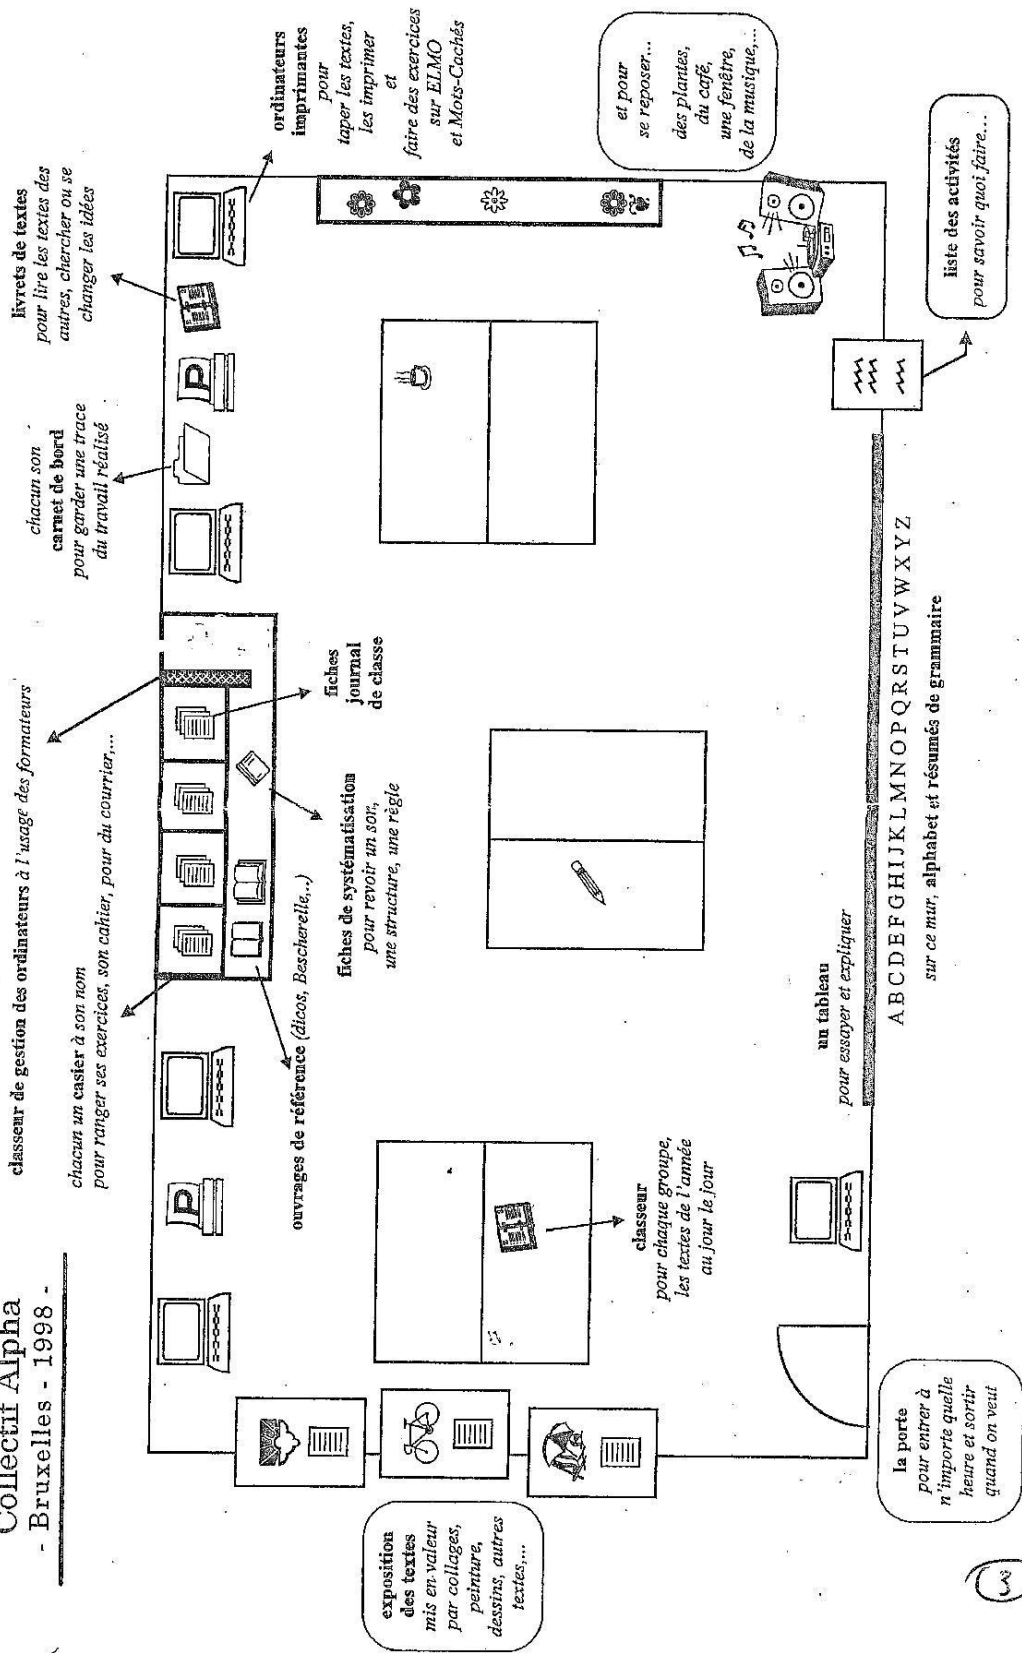 Collectif Alpha
- Bruxelles - 1998 -
classeur de gestion des ordinateurs à l'usage des formateurs
chacun un casier à son nom
pour ranger ses exercices, son cahier, pour du courrier,...
chacun son
carnet de bord
pour garder une trace
du travail réalisé
livrets de textes
pour lire les textes des
autres, chercher ou se
changer les idées
ordinateurs
imprimantes
pour
taper les textes,
les imprimer
et
faire des exercices
sur ELMO
et Mots-Cachés
P
P
ouvrages de référence (dicos, Bescherelle,..)
fiches de systématisation
pour revoir un son,
une structure, une règle
fiches
journal
de classe
exposition
des textes
mis en valeur
par collages,
peinture,
dessins, autres
textes,...
classeur
pour chaque groupe,
les textes de l'année
au jour le jour
et pour
se reposer...
des plantes,
du café,
une fenêtre,
de la musique,...
un tableau
pour essayer et expliquer
la porte
pour entrer à
n'importe quelle
heure et sortir
quand on veut
A B C D E F G H I J K L M N O P Q R S T U V W X Y Z
sur ce mur, alphabet et résumés de grammaire
liste des activités
pour savoir quoi faire...
3